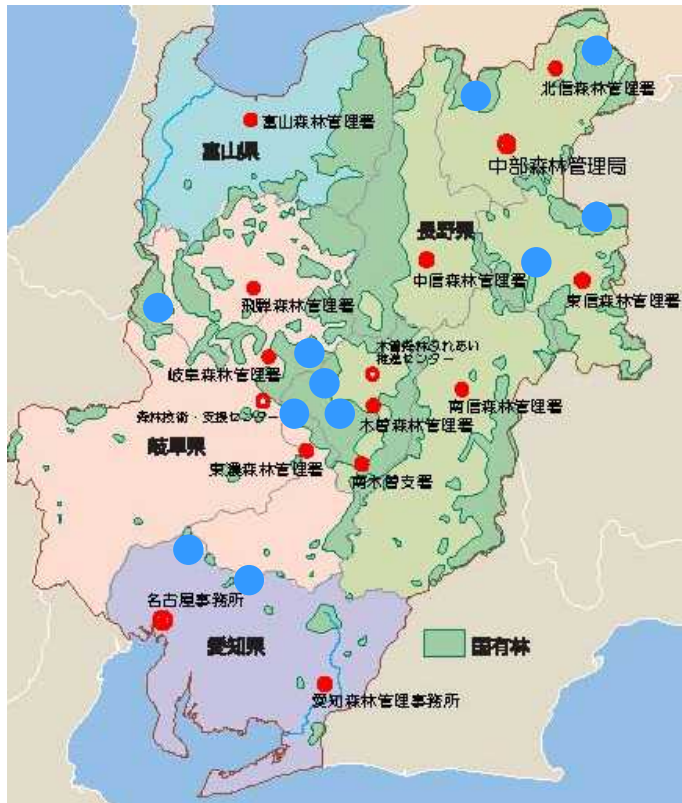 北信森林管理署
富山森林管理署
富山県
中部森林管理局
長野県
中信森林管理署
東信森林管理署
飛騨森林管理署
木曽森林ふれあい
推進センター
岐阜森林管理署
南信森林管理署
森林技術・支援センター
木曽森林管理署
岐阜県
東濃森林管理署
南木曽支署
名古屋事務所
愛知県
国有林
愛知森林管理事務所